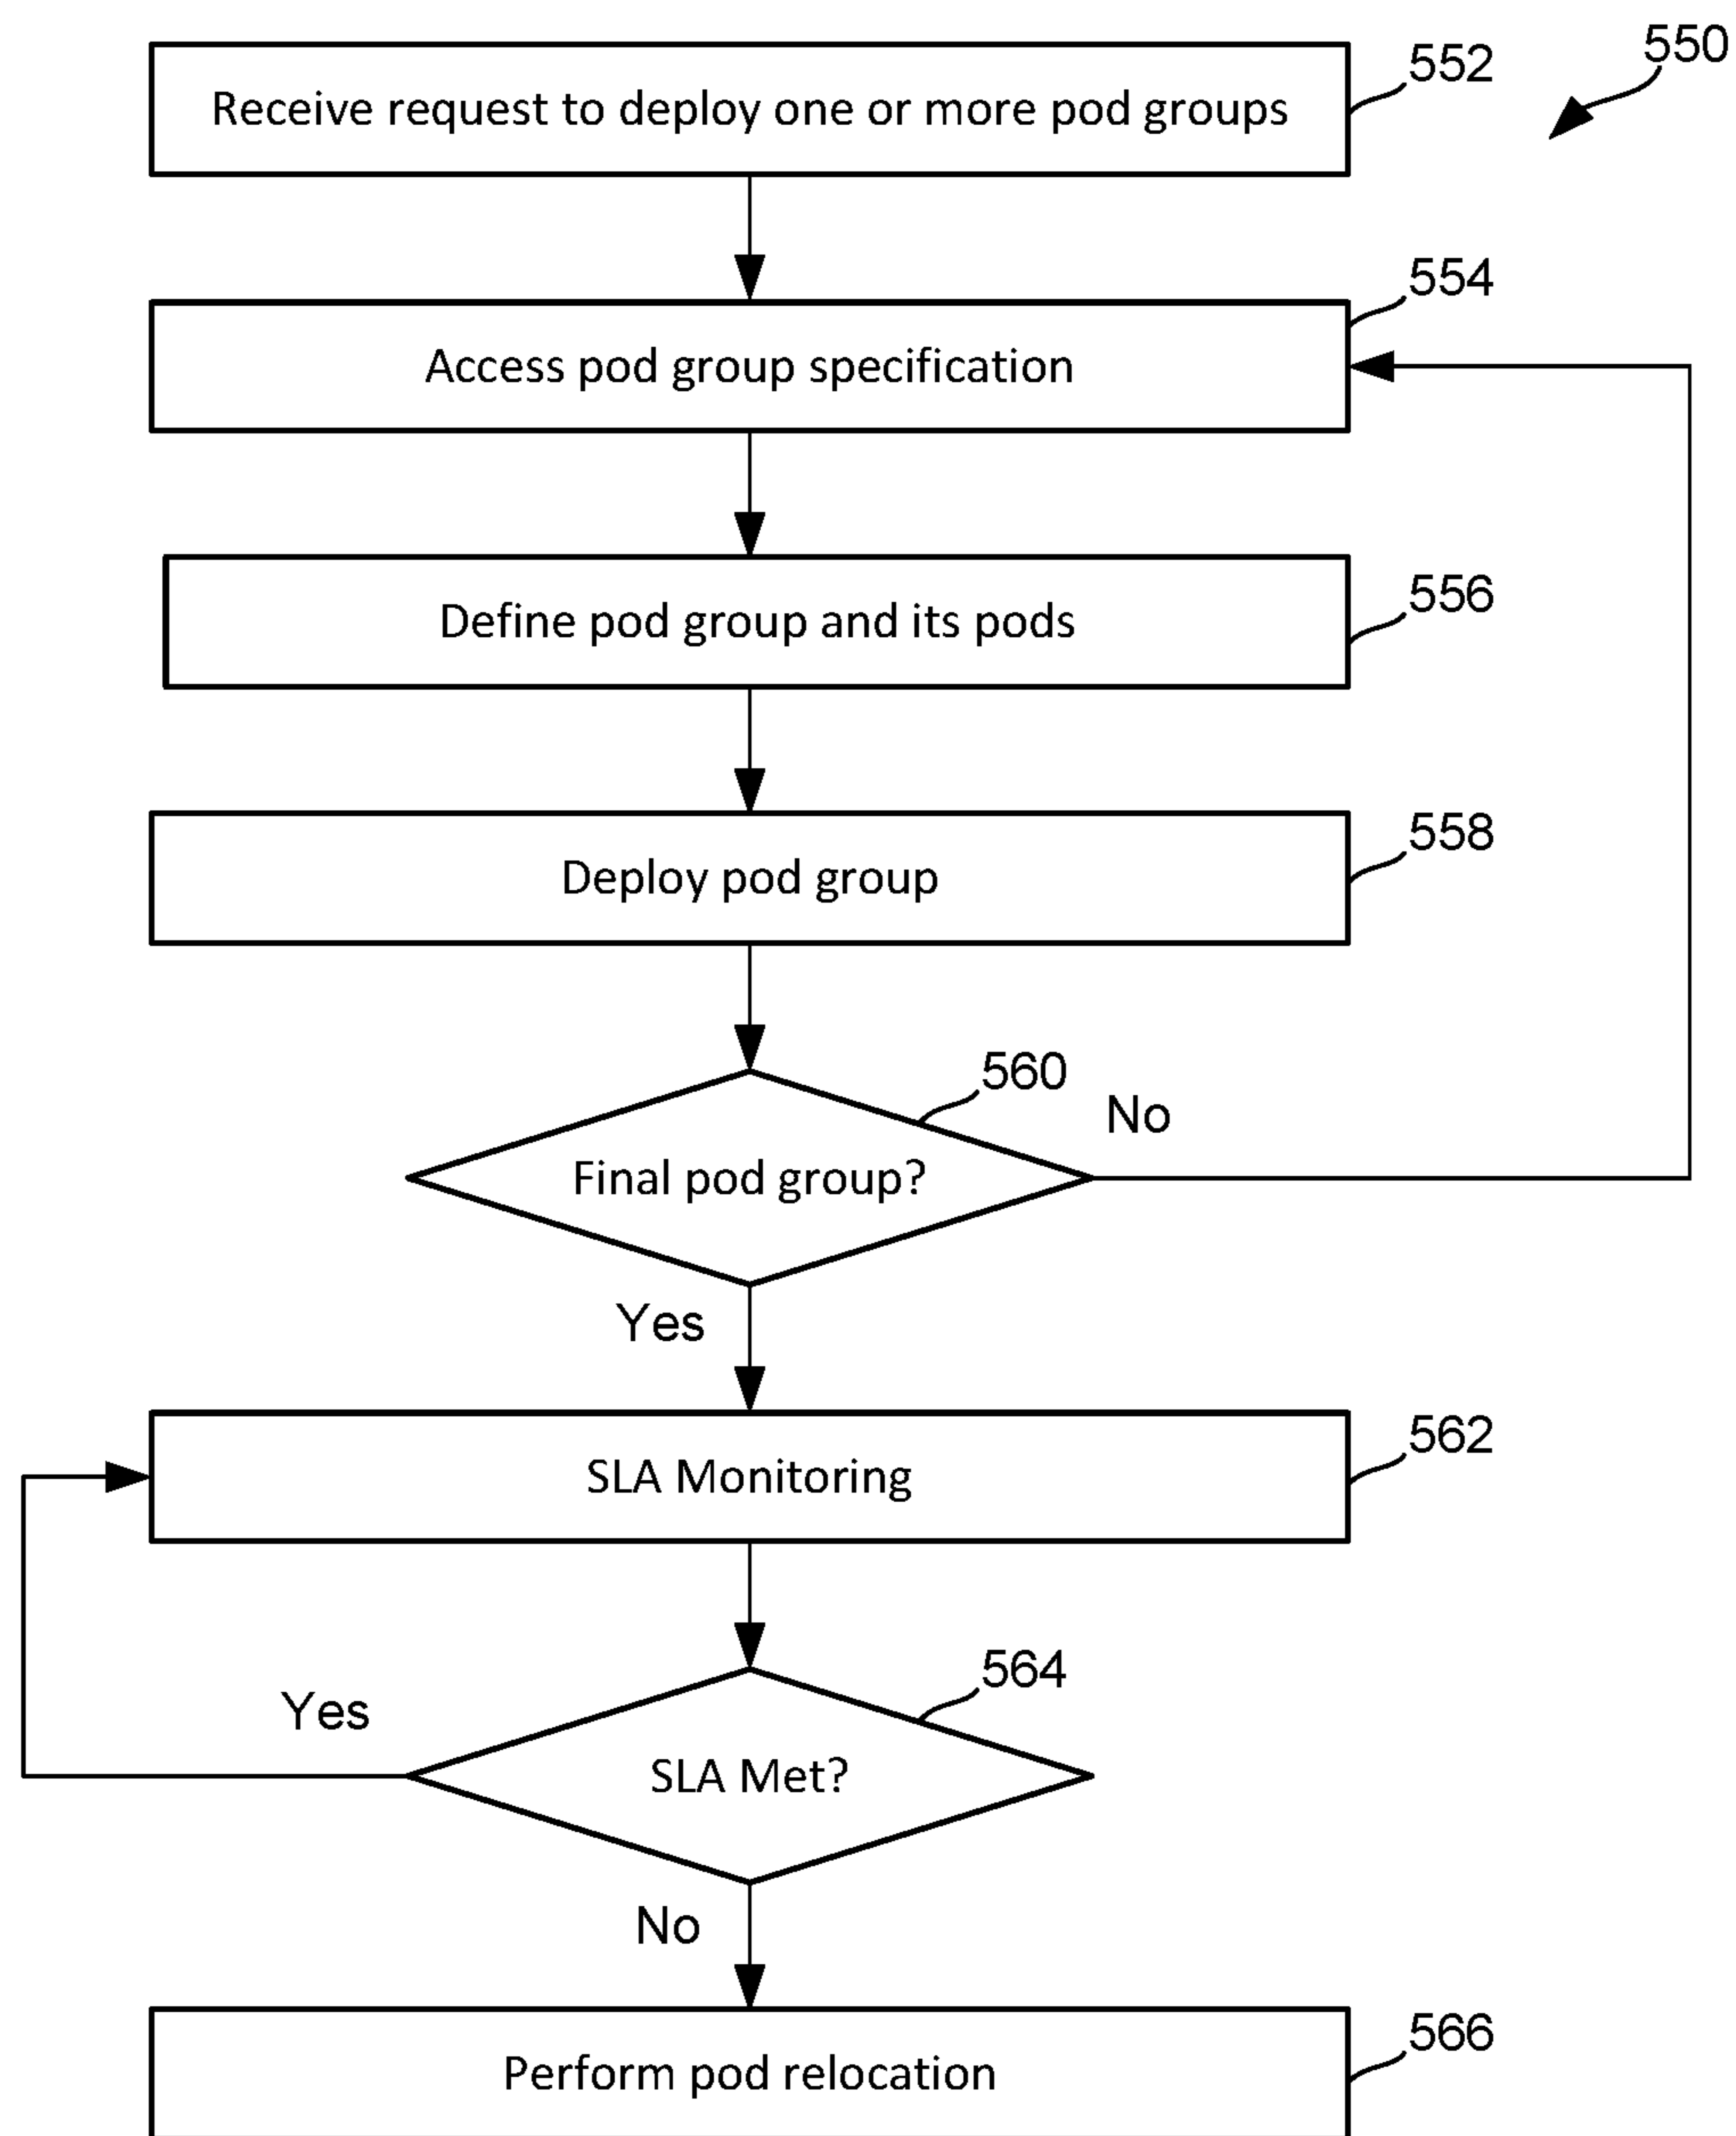 550
Receive request to deploy one or more pod groups
552
Access pod group specification
554
Define pod group and its pods
556
Deploy pod group
558
Final pod group?
560
No
Yes
SLA Monitoring
562
SLA Met?
564
Yes
No
Perform pod relocation
566